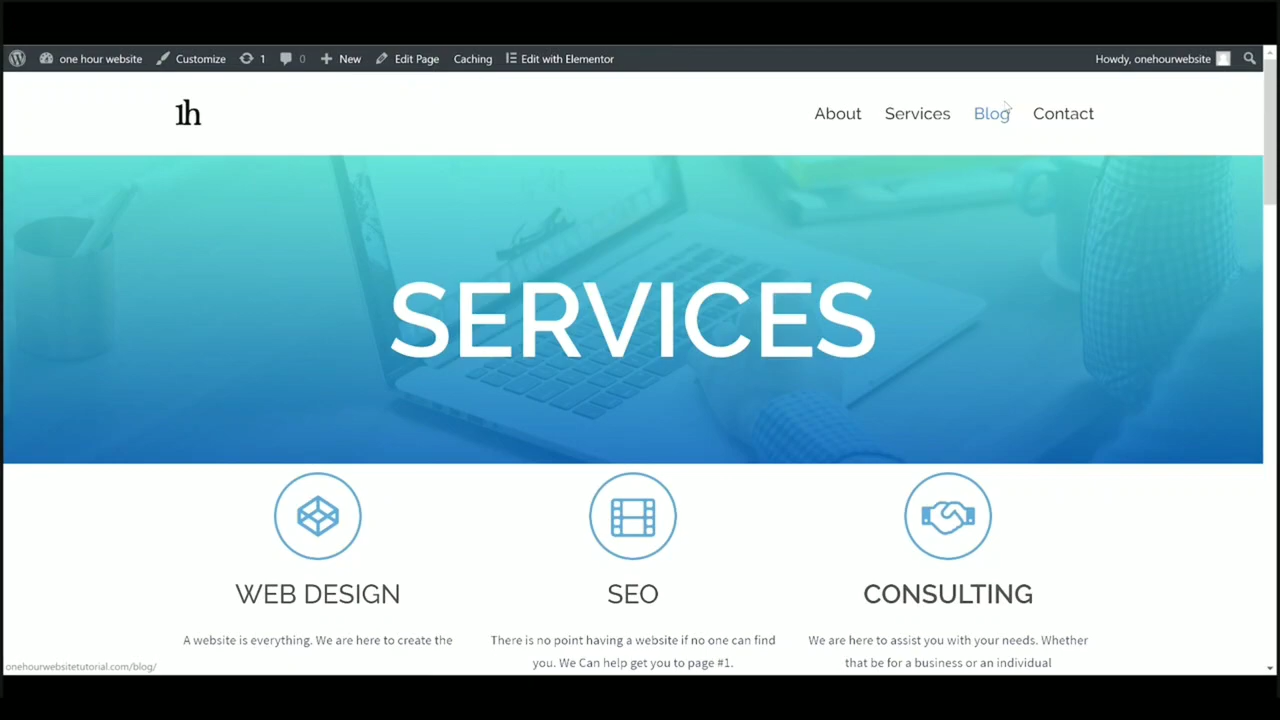 one hour website Customize 1 0 New Edit Page Caching Edit with Elementor Howdy, onehourwebsite
1h About Services Blog Contact
SERVICES
WEB DESIGN SEO CONSULTING
A website is everything. We are here to create the There is no point having a website if no one can find We are here to assist you with your needs. Whether
you. We Can help get you to page #1. that be for a business or an individual
onehourwebsitetutorial.com/blog/